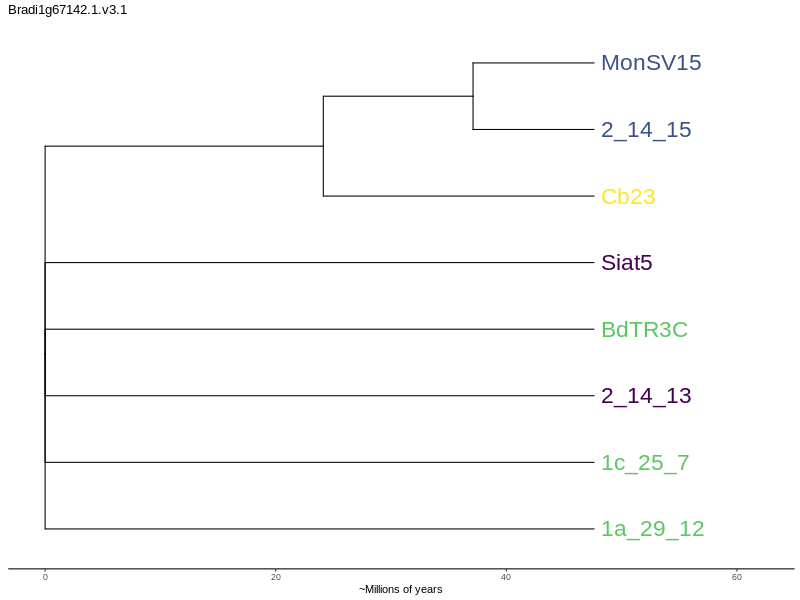 Bradi1g67142.1.v3.1
MonSV15
2_14_15
Cb23
Siat5
BdTR3C
2_14_13
1c_25_7
1a_29_12
0 20 40 60
~Millions of years